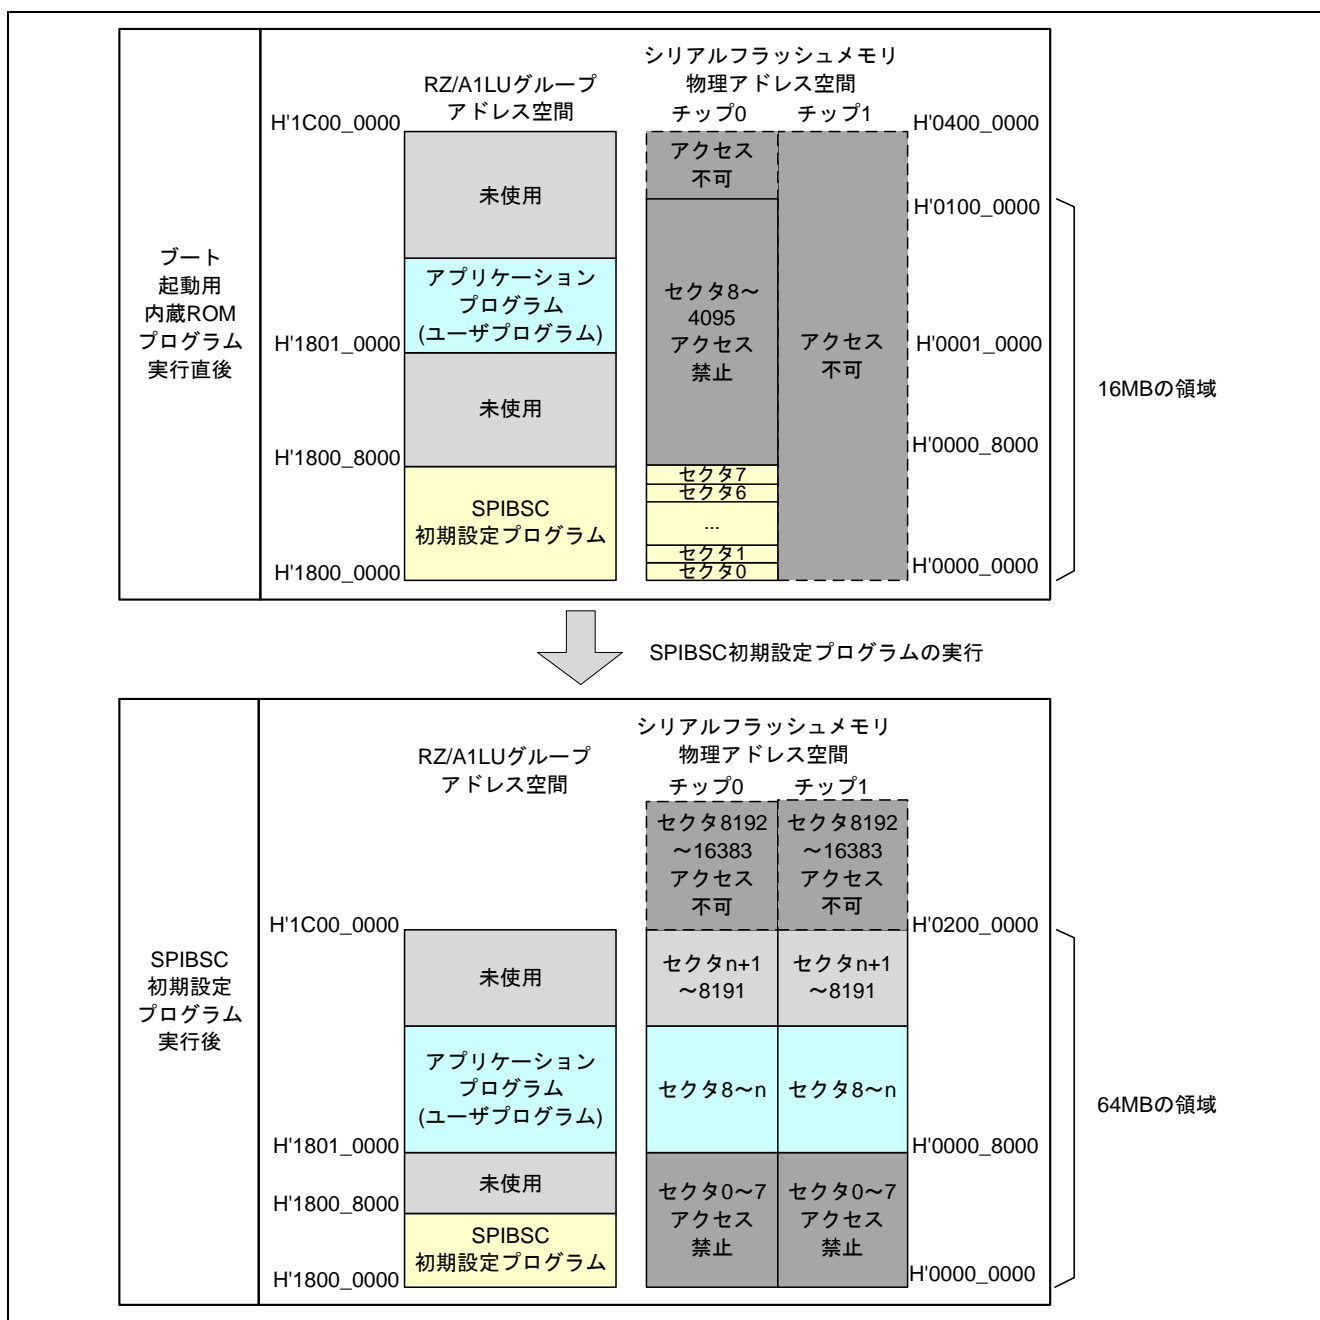 ブート
起動用
内蔵ROM
プログラム
実行直後
RZ/A1LUグループ
アドレス空間
シリアルフラッシュメモリ
物理アドレス空間
チップ0
チップ1
H'1C00_0000
H'1801_0000
H'1800_8000
H'1800_0000
未使用
アプリケーション
プログラム
(ユーザプログラム)
未使用
SPIBSC
初期設定プログラム
アクセス
不可
セクタ8～
4095
アクセス
禁止
セクタ7
セクタ6
...
セクタ1
セクタ0
アクセス
不可
H'0400_0000
H'0100_0000
H'0001_0000
H'0000_8000
H'0000_0000
16MBの領域
SPIBSC初期設定プログラムの実行
SPIBSC
初期設定
プログラム
実行後
RZ/A1LUグループ
アドレス空間
シリアルフラッシュメモリ
物理アドレス空間
チップ0
チップ1
H'1C00_0000
H'1801_0000
H'1800_8000
H'1800_0000
未使用
アプリケーション
プログラム
(ユーザプログラム)
未使用
SPIBSC
初期設定プログラム
セクタ8192
～16383
アクセス
不可
セクタn+1
～8191
セクタ8～n
セクタ0～7
アクセス
禁止
セクタ8192
～16383
アクセス
不可
セクタn+1
～8191
セクタ8～n
セクタ0～7
アクセス
禁止
H'0200_0000
H'0000_8000
H'0000_0000
64MBの領域